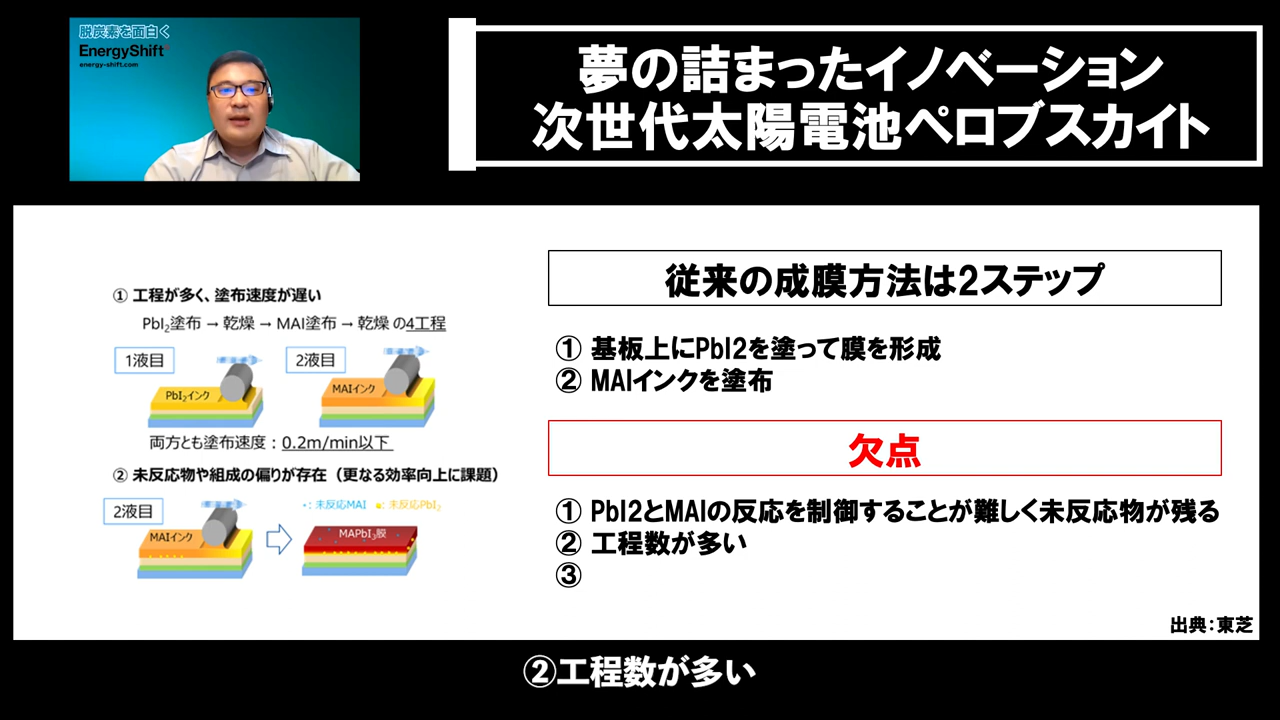 脱炭素を面白く
EnergyShift
energy-shift.com
夢の詰まったイノベーション
次世代太陽電池ペロブスカイト
① 工程が多く、塗布速度が遅い
PbI₂塗布 → 乾燥 → MAI塗布 → 乾燥 の4工程
1液目
2液目
PbI₂インク
MAIインク
両方とも塗布速度：0.2m/min以下
② 未反応物や組成の偏りが存在（更なる効率向上に課題）
2液目
：未反応MAI ：未反応PbI₂
MAIインク
MAPbI₃膜
従来の成膜方法は2ステップ
① 基板上にPbI2を塗って膜を形成
② MAIインクを塗布
欠点
① PbI2とMAIの反応を制御することが難しく未反応物が残る
② 工程数が多い
③
出典：東芝
②工程数が多い